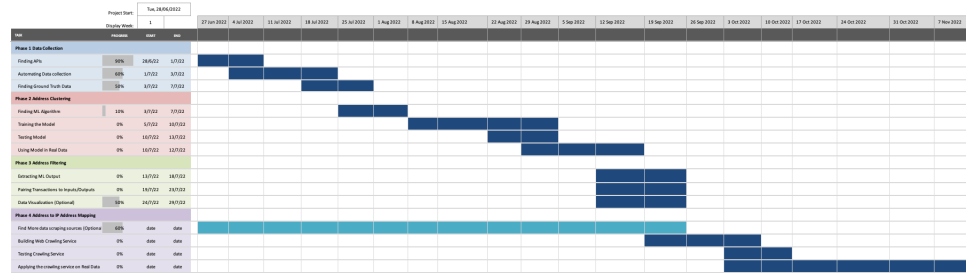 Project Start: Tue, 28/06/2022
Display Week: 1
27 Jun 2022 4 Jul 2022 11 Jul 2022 18 Jul 2022 25 Jul 2022 1 Aug 2022 8 Aug 2022 15 Aug 2022 22 Aug 2022 29 Aug 2022 5 Sep 2022 12 Sep 2022 19 Sep 2022 26 Sep 2022 3 Oct 2022 10 Oct 2022 17 Oct 2022 24 Oct 2022 31 Oct 2022 7 Nov 2022
TASK PROGRESS START END
Phase 1 Data Collection
Finding APIs 90% 28/6/22 1/7/22
Automating Data collection 60% 1/7/22 3/7/22
Finding Ground Truth Data 50% 3/7/22 7/7/22
Phase 2 Address Clustering
Finding ML Algorithm 10% 3/7/22 7/7/22
Training the Model 0% 5/7/22 10/7/22
Testing Model 0% 10/7/22 13/7/22
Using Model in Real Data 0% 10/7/22 12/7/22
Phase 3 Address Filtering
Extracting ML Output 0% 13/7/22 18/7/22
Pairing Transactions to Inputs/Outputs 0% 19/7/22 23/7/22
Data Visualization (Optional) 50% 24/7/22 29/7/22
Phase 4 Address to IP Address Mapping
Find More data scraping sources (Optiona 60% date date
Building Web Crawling Service 0% date date
Testing Crawling Service 0% date date
Applying the crawling service on Real Data 0% date date